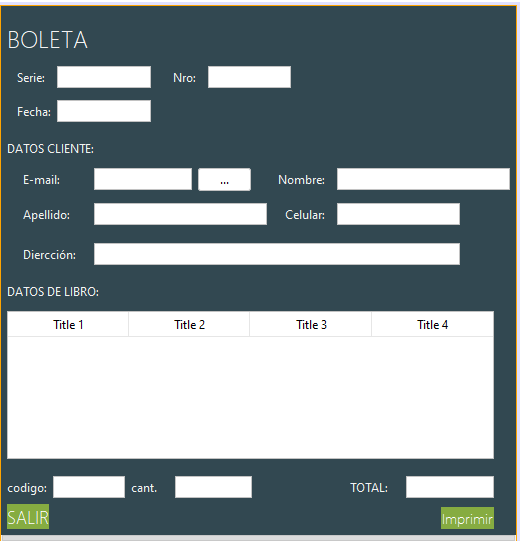 BOLETA
Serie: Nro:
Fecha:
DATOS CLIENTE:
E-mail: ... Nombre:
Apellido: Celular:
Diercción:
DATOS DE LIBRO:
Title 1 Title 2 Title 3 Title 4
codigo: cant. TOTAL:
SALIR Imprimir